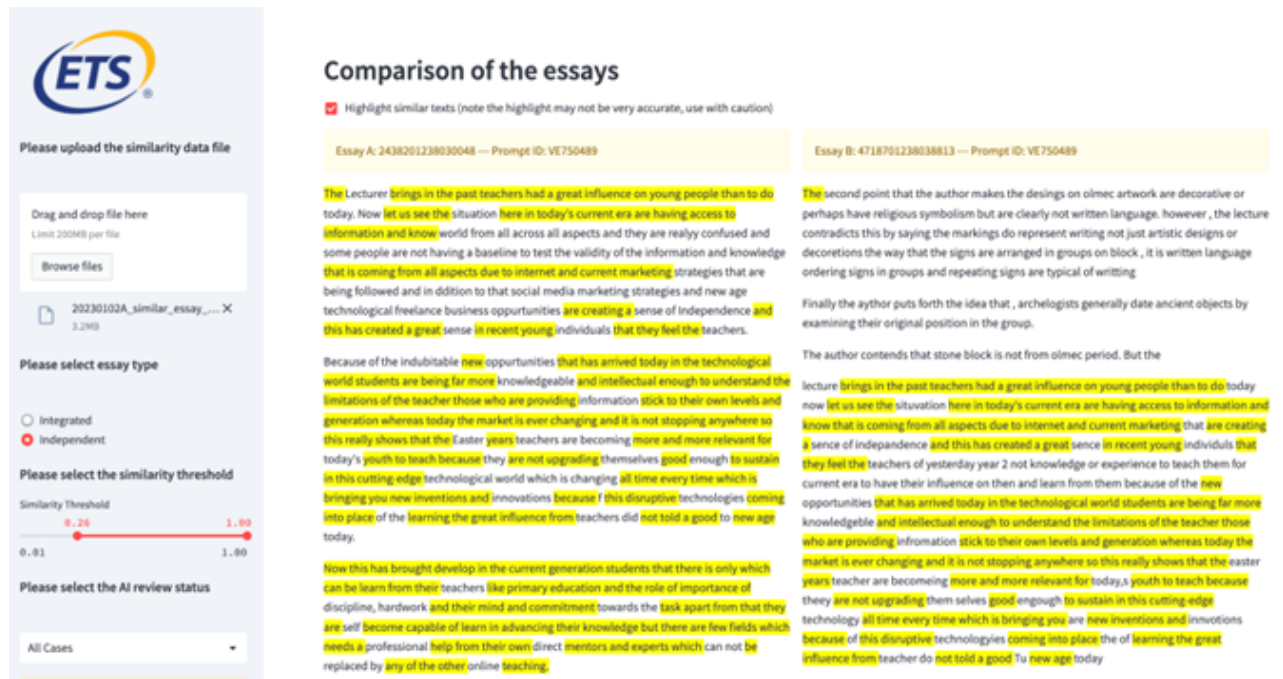 ETS
®
Please upload the similarity data file
Drag and drop file here
Limit 200MB per file
Browse files
20230102A_similar_essay_... X
3.2MB
Please select essay type
Integrated
Independent
Please select the similarity threshold
Similarity Threshold
0.26 1.00
0.01 1.00
Please select the AI review status
All Cases
Comparison of the essays
Highlight similar texts (note the highlight may not be very accurate, use with caution)
Essay A: 2438201238030048 --- Prompt ID: VE750489
The Lecturer brings in the past teachers had a great influence on young people than to do
today. Now let us see the situation here in today's current era are having access to
information and know world from all across all aspects and they are realyy confused and
some people are not having a baseline to test the validity of the information and knowledge
that is coming from all aspects due to internet and current marketing strategies that are
being followed and in ddition to that social media marketing strategies and new age
technological freelance business oppurtunities are creating a sense of Independence and
this has created a great sense in recent young individuals that they feel the teachers.
Because of the indubitable new opportunities that has arrived today in the technological
world students are being far more knowledgeable and intellectual enough to understand the
limitations of the teacher those who are providing information stick to their own levels and
generation whereas today the market is ever changing and it is not stopping anywhere so
this really shows that the Easter years teachers are becoming more and more relevant for
today's youth to teach because they are not upgrading themselves good enough to sustain
in this cutting-edge technological world which is changing all time every time which is
bringing you new inventions and innovations because f this disruptive technologies coming
into place of the learning the great influence from teachers did not told a good to new age
today.
Now this has brought develop in the current generation students that there is only which
can be learn from their teachers like primary education and the role of importance of
discipline, hardwork and their mind and commitment towards the task apart from that they
are self become capable of learn in advancing their knowledge but there are few fields which
needs a professional help from their own direct mentors and experts which can not be
replaced by any of the other online teaching.
Essay B: 4718701238038813 --- Prompt ID: VE750489
The second point that the author makes the desings on olmec artwork are decorative or
perhaps have religious symbolism but are clearly not written language. however , the lecture
contradicts this by saying the markings do represent writing not just artistic designs or
decoretions the way that the signs are arranged in groups on block , it is written language
ordering signs in groups and repeating signs are typical of writting
Finally the aythor puts forth the idea that , archelogists generally date ancient objects by
examining their original position in the group.
The author contends that stone block is not from olmec period. But the
lecture brings in the past teachers had a great influence on young people than to do today
now let us see the situvation here in today's current era are having access to information and
know that is coming from all aspects due to internet and current marketing that are creating
a sence of indepandence and this has created a great sence in recent young individuls that
they feel the teachers of yesterday year 2 not knowledge or experience to teach them for
current era to have their influence on then and learn from them because of the new
opportunities that has arrived today in the technological world students are being far more
knowledgeble and intellectual enough to understand the limitations of the teacher those
who are providing infromation stick to their own levels and generation whereas today the
market is ever changing and it is not stopping anywhere so this really shows that the easter
years teacher are becomeing more and more relevant for today,s youth to teach because
theey are not upgrading them selves good engough to sustain in this cutting-edge
technology all time every time which is bringing you are new inventions and innvotions
because of this disruptive technologyies coming into place the of learning the great
influence from teacher do not told a good Tu new age today